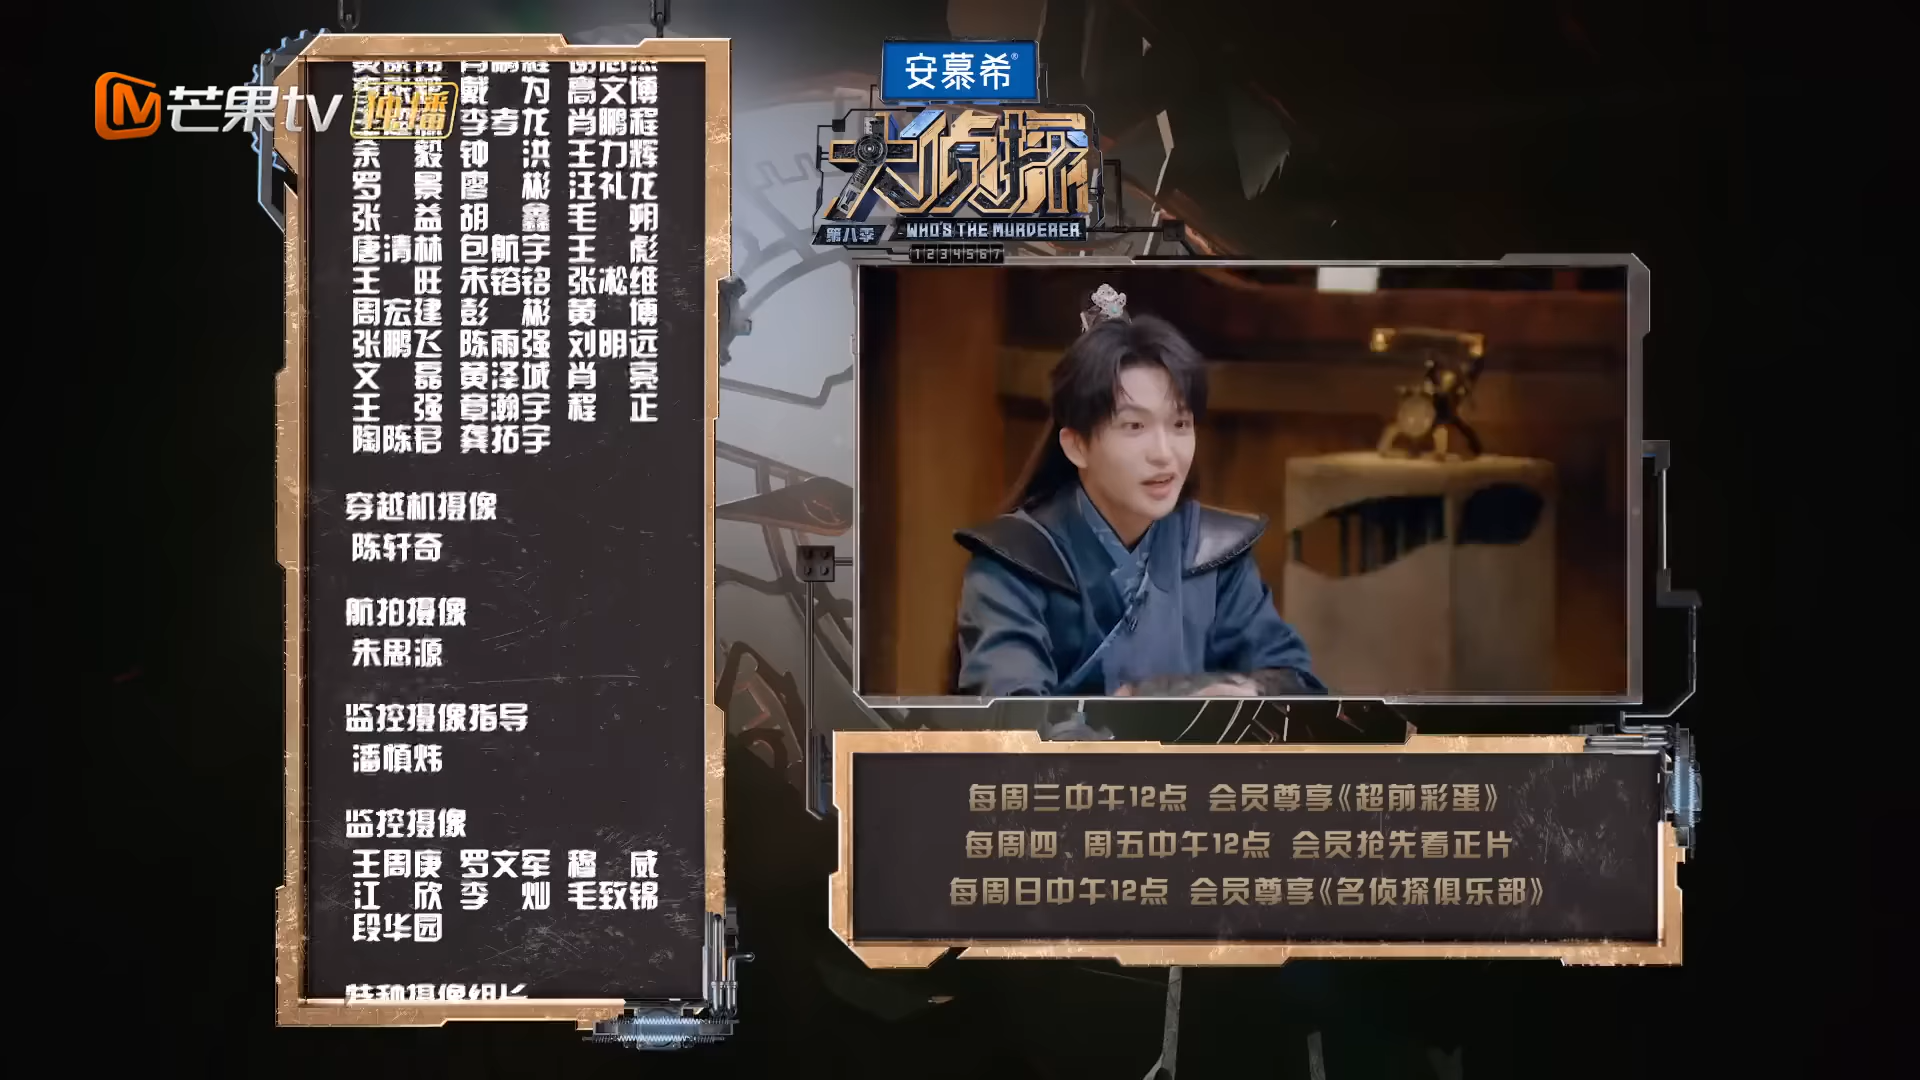 芒果tv 独播
戴　为 高文博
李孝龙 肖鹏程
余　毅 钟　洪 王力辉
罗　景 廖　彬 汪礼龙
张　益 胡　鑫 毛　朔
唐清林 包航宇 王　彪
王　旺 朱镕铭 张凇维
周宏建 彭　彬 黄　博
张鹏飞 陈雨强 刘明远
文　磊 黄泽城 肖　亮
王　强 章瀚宇 程　正
陶陈君 龚拓宇
穿越机摄像
陈轩奇
航拍摄像
朱思源
监控摄像指导
潘慎炜
监控摄像
王周庚 罗文军 穆　威
江　欣 李　灿 毛致锦
段华园
特种摄像组长
安慕希®
大侦探
第八季 WHO'S THE MURDERER
1234567
每周三中午12点 会员尊享《超前彩蛋》
每周四、周五中午12点 会员抢先看正片
每周日中午12点 会员尊享《名侦探俱乐部》